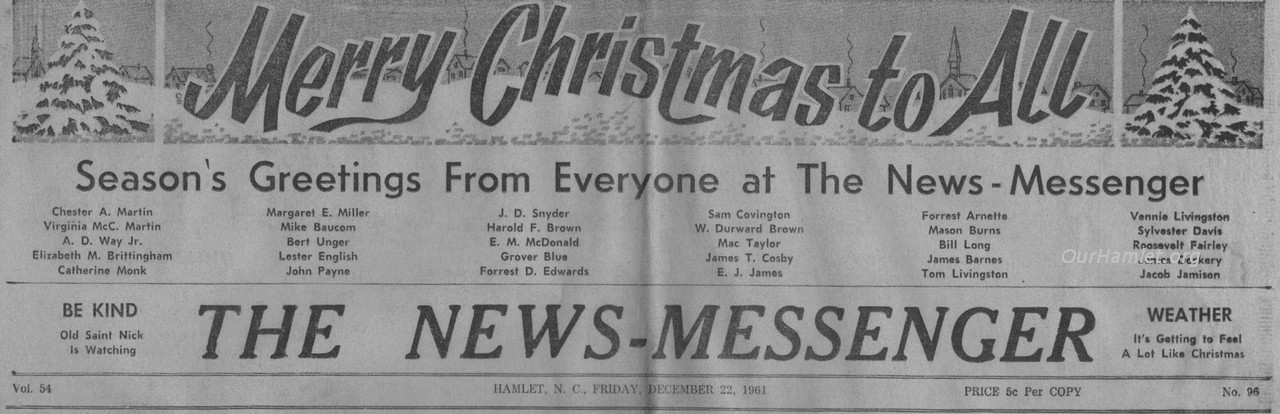 Merry Christmas to All
Season's Greetings From Everyone at The News-Messenger
Chester A. Martin
Virginia McC. Martin
A. D. Way Jr.
Elizabeth M. Brittingham
Catherine Monk
Margaret E. Miller
Mike Baucom
Bert Unger
Lester English
John Payne
J. D. Snyder
Harold F. Brown
E. M. McDonald
Grover Blue
Forrest D. Edwards
Sam Covington
W. Durward Brown
Mac Taylor
James T. Cosby
E. J. James
Forrest Arnette
Mason Burns
Bill Long
James Barnes
Tom Livingston
Vennie Livingston
Sylvester Davis
Roosevelt Fairley
James
Jacob Jamison
OurHamlet.org
BE KIND
Old Saint Nick
Is Watching
THE NEWS-MESSENGER
WEATHER
It's Getting to Feel
A Lot Like Christmas
Vol. 54
HAMLET, N. C., FRIDAY, DECEMBER 22, 1961
PRICE 5c Per COPY
No. 96